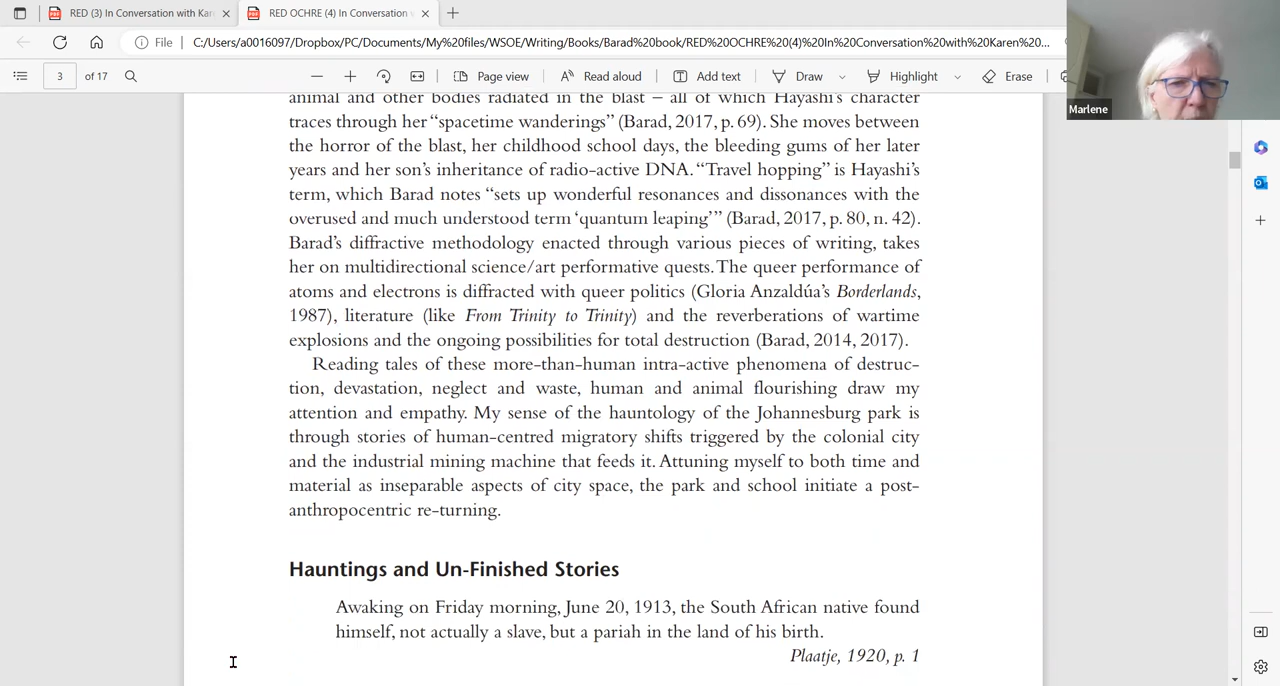 RED (3) In Conversation with Kar
RED OCHRE (4) In Conversation
File
C:/Users/a0016097/Dropbox/PC/Documents/My%20files/WSOE/Writing/Books/Barad%20book/RED%20OCHRE%20(4)%20In%20Conversation%20with%20Karen%20...
3 of 17
Page view
Read aloud
Add text
Draw
Highlight
Erase
Marlene
animal and other bodies radiated in the blast – all of which Hayashi's character
traces through her "spacetime wanderings" (Barad, 2017, p. 69). She moves between
the horror of the blast, her childhood school days, the bleeding gums of her later
years and her son's inheritance of radio-active DNA. "Travel hopping" is Hayashi's
term, which Barad notes "sets up wonderful resonances and dissonances with the
overused and much understood term 'quantum leaping'" (Barad, 2017, p. 80, n. 42).
Barad's diffractive methodology enacted through various pieces of writing, takes
her on multidirectional science/art performative quests. The queer performance of
atoms and electrons is diffracted with queer politics (Gloria Anzaldúa's Borderlands,
1987), literature (like From Trinity to Trinity) and the reverberations of wartime
explosions and the ongoing possibilities for total destruction (Barad, 2014, 2017).
Reading tales of these more-than-human intra-active phenomena of destruc-
tion, devastation, neglect and waste, human and animal flourishing draw my
attention and empathy. My sense of the hauntology of the Johannesburg park is
through stories of human-centred migratory shifts triggered by the colonial city
and the industrial mining machine that feeds it. Attuning myself to both time and
material as inseparable aspects of city space, the park and school initiate a post-
anthropocentric re-turning.
Hauntings and Un-Finished Stories
Awaking on Friday morning, June 20, 1913, the South African native found
himself, not actually a slave, but a pariah in the land of his birth.
Plaatje, 1920, p. 1